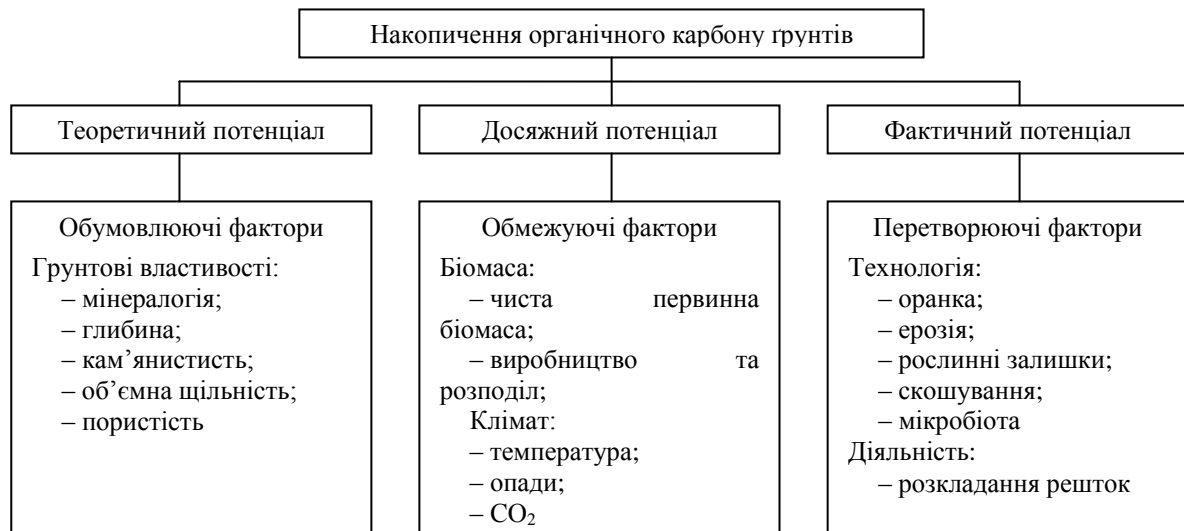 Накопичення органічного карбону ґрунтів
Теоретичний потенціал
Досяжний потенціал
Фактичний потенціал
Обумовлюючі фактори
Грунтові властивості:
– мінералогія;
– глибина;
– кам’янистисть;
– об’ємна щільність;
– пористість
Обмежуючі фактори
Біомаса:
– чиста первинна
біомаса;
– виробництво та
розподіл;
Клімат:
– температура;
– опади;
– CO₂
Перетворюючі фактори
Технологія:
– оранка;
– ерозія;
– рослинні залишки;
– скошування;
– мікробіота
Діяльність:
– розкладання решток